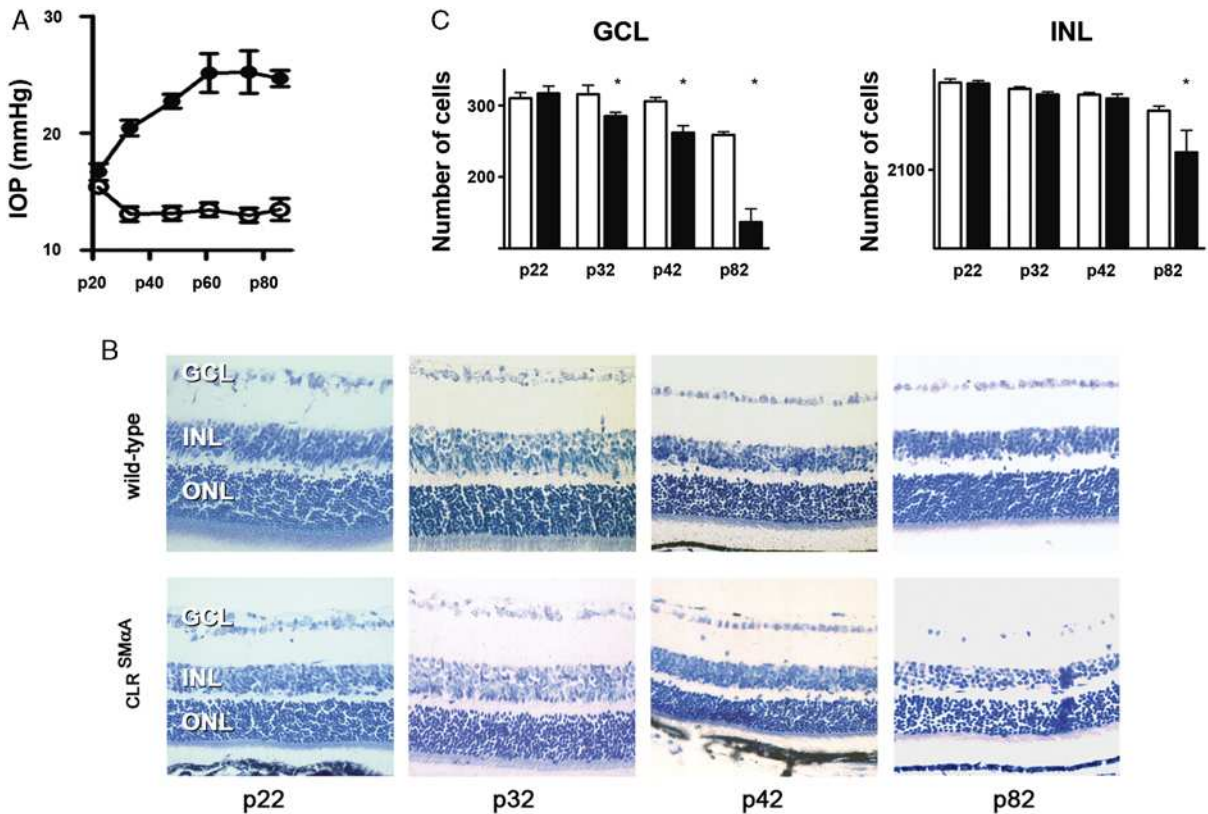 A
IOP (mmHg)
30
20
10
p20 p40 p60 p80
C
GCL
Number of cells
300
200
* * *
p22 p32 p42 p82
INL
Number of cells
2100
*
p22 p32 p42 p82
B
wild-type
GCL
INL
ONL
CLR SMαA
GCL
INL
ONL
p22 p32 p42 p82